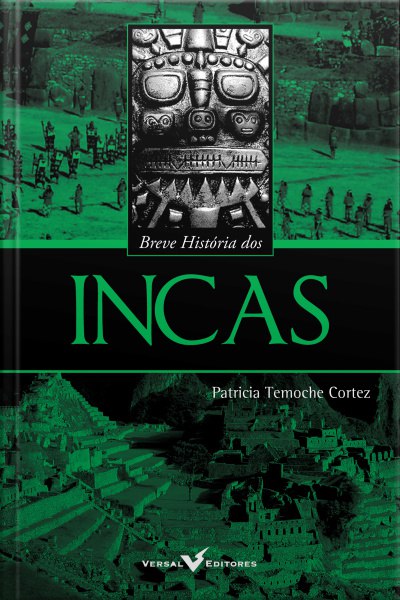 Breve História dos
INCAS
Patricia Temoche Cortez
VERSAL EDITORES